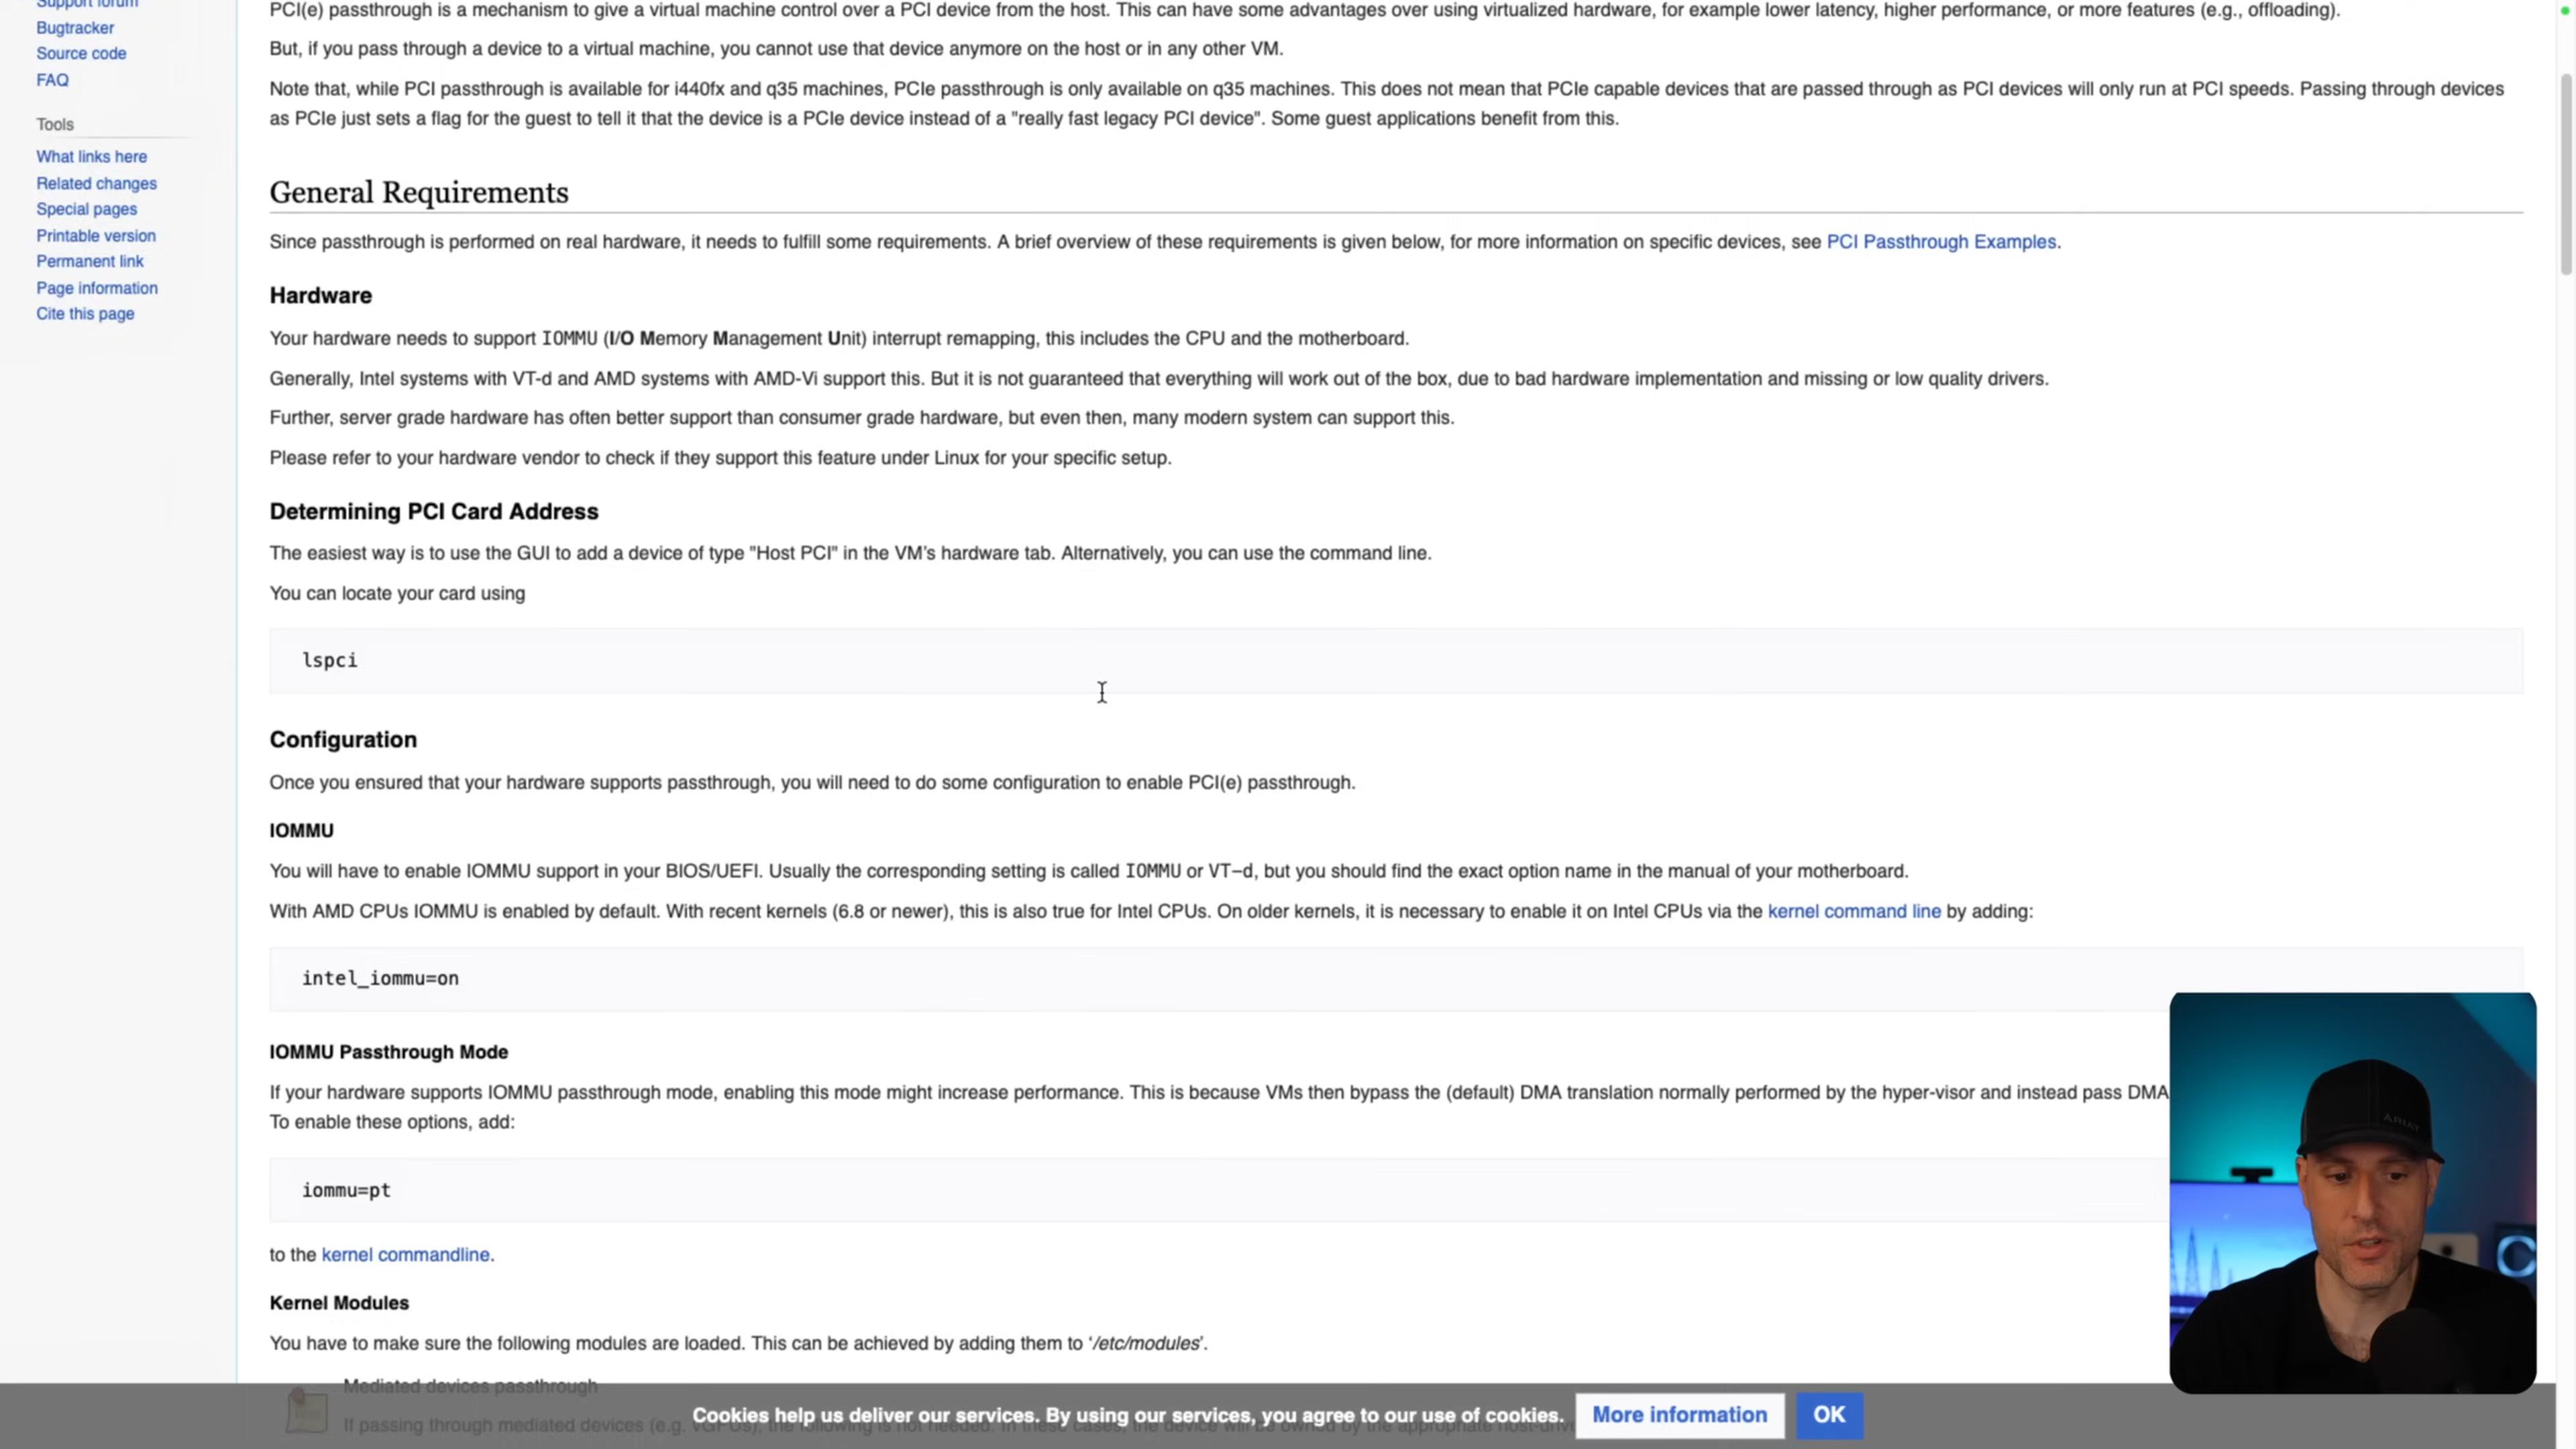 Support forum
Bugtracker
Source code
FAQ
Tools
What links here
Related changes
Special pages
Printable version
Permanent link
Page information
Cite this page
PCI(e) passthrough is a mechanism to give a virtual machine control over a PCI device from the host. This can have some advantages over using virtualized hardware, for example lower latency, higher performance, or more features (e.g., offloading).
But, if you pass through a device to a virtual machine, you cannot use that device anymore on the host or in any other VM.
Note that, while PCI passthrough is available for i440fx and q35 machines, PCIe passthrough is only available on q35 machines. This does not mean that PCIe capable devices that are passed through as PCI devices will only run at PCI speeds. Passing through devices
as PCIe just sets a flag for the guest to tell it that the device is a PCIe device instead of a "really fast legacy PCI device". Some guest applications benefit from this.
General Requirements
Since passthrough is performed on real hardware, it needs to fulfill some requirements. A brief overview of these requirements is given below, for more information on specific devices, see PCI Passthrough Examples.
Hardware
Your hardware needs to support IOMMU (I/O Memory Management Unit) interrupt remapping, this includes the CPU and the motherboard.
Generally, Intel systems with VT-d and AMD systems with AMD-Vi support this. But it is not guaranteed that everything will work out of the box, due to bad hardware implementation and missing or low quality drivers.
Further, server grade hardware has often better support than consumer grade hardware, but even then, many modern system can support this.
Please refer to your hardware vendor to check if they support this feature under Linux for your specific setup.
Determining PCI Card Address
The easiest way is to use the GUI to add a device of type "Host PCI" in the VM's hardware tab. Alternatively, you can use the command line.
You can locate your card using
lspci
Configuration
Once you ensured that your hardware supports passthrough, you will need to do some configuration to enable PCI(e) passthrough.
IOMMU
You will have to enable IOMMU support in your BIOS/UEFI. Usually the corresponding setting is called IOMMU or VT-d, but you should find the exact option name in the manual of your motherboard.
With AMD CPUs IOMMU is enabled by default. With recent kernels (6.8 or newer), this is also true for Intel CPUs. On older kernels, it is necessary to enable it on Intel CPUs via the kernel command line by adding:
intel_iommu=on
IOMMU Passthrough Mode
If your hardware supports IOMMU passthrough mode, enabling this mode might increase performance. This is because VMs then bypass the (default) DMA translation normally performed by the hyper-visor and instead pass DMA
To enable these options, add:
iommu=pt
to the kernel commandline.
Kernel Modules
You have to make sure the following modules are loaded. This can be achieved by adding them to '/etc/modules'.
Mediated devices passthrough
If passing through mediated devices (e.g. vGPUs), the following is not needed. In these cases, the device will be owned by the appropriate host-driv
Cookies help us deliver our services. By using our services, you agree to our use of cookies.
More information
OK